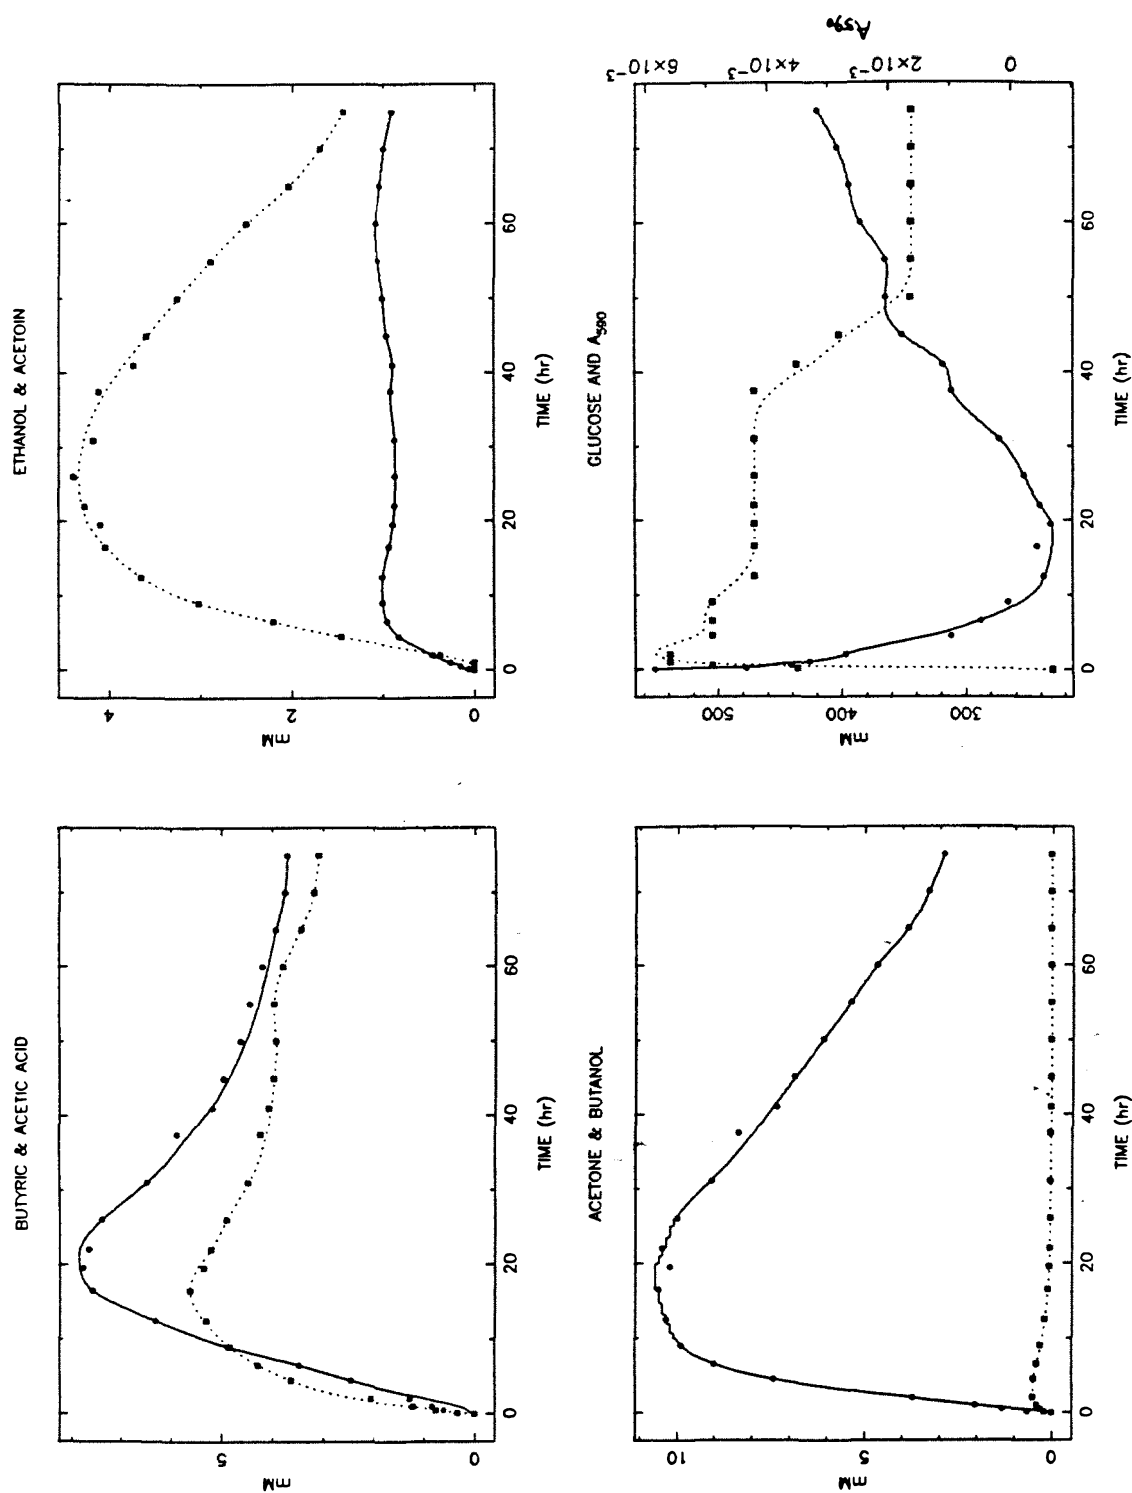 BUTYRIC & ACETIC ACID
mM
5
0
0
20
40
60
TIME (hr)
ETHANOL & ACETOIN
mM
4
2
0
0
20
40
60
TIME (hr)
ACETONE & BUTANOL
mM
10
5
0
0
20
40
60
TIME (hr)
GLUCOSE AND A590
mM
500
400
300
0
20
40
60
TIME (hr)
6×10-3
4×10-3
2×10-3
0
A590